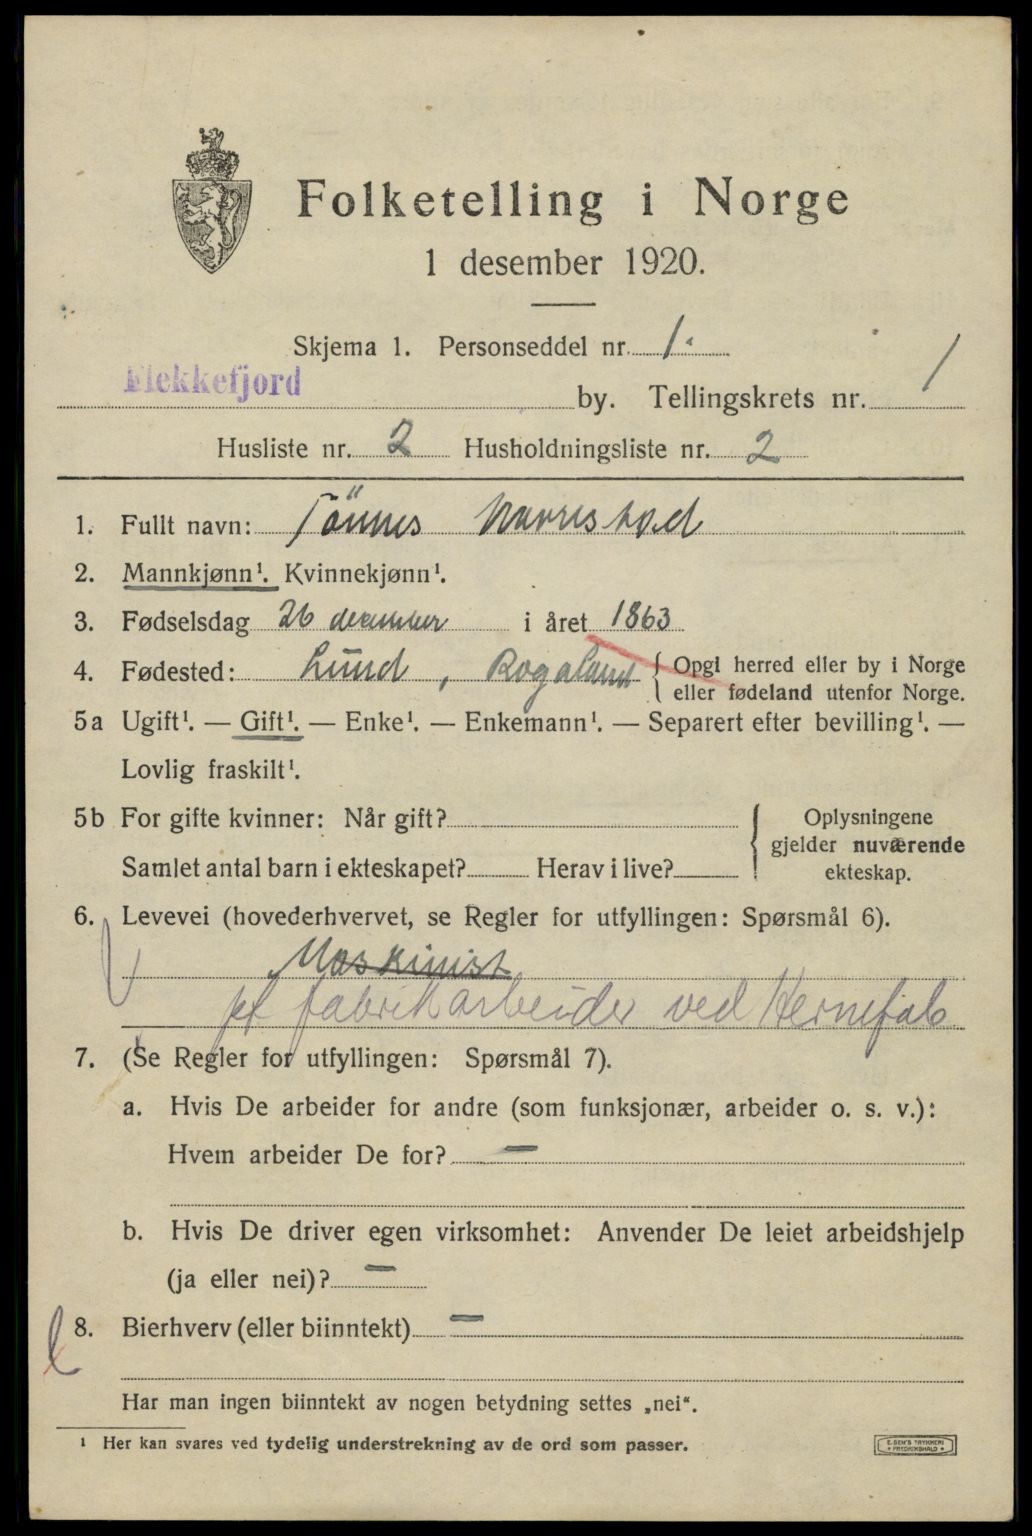 Folketelling i Norge
1 desember 1920.
Skjema 1. Personseddel nr. 1.
Flekkefjord by. Tellingskrets nr. 1
Husliste nr. 2 Husholdningsliste nr. 2
1. Fullt navn: Tönnes
2. Mannkjønn¹. Kvinnekjønn¹.
3. Fødselsdag 26 december i året 1863
4. Fødested: Lund, Rogaland { Opgi herred eller by i Norge
eller fødeland utenfor Norge.
5a Ugift¹. — Gift¹. — Enke¹. — Enkemann¹. — Separert efter bevilling¹. —
Lovlig fraskilt¹.
5b For gifte kvinner: Når gift? { Oplysningene
gjelder nuværende
Samlet antal barn i ekteskapet? Herav i live? ekteskap.
6. Levevei (hovederhvervet, se Regler for utfyllingen: Spørsmål 6).
Maskinist
fabrikarbeider ved
7. (Se Regler for utfyllingen: Spørsmål 7).
a. Hvis De arbeider for andre (som funksjonær, arbeider o. s. v.):
Hvem arbeider De for? —
b. Hvis De driver egen virksomhet: Anvender De leiet arbeidshjelp
(ja eller nei)? —
8. Bierhverv (eller biinntekt) —
Har man ingen biinntekt av nogen betydning settes „nei“.
¹ Her kan svares ved tydelig understrekning av de ord som passer.
E. SEM'S TRYKKERI
• FREDRIKSHALD •